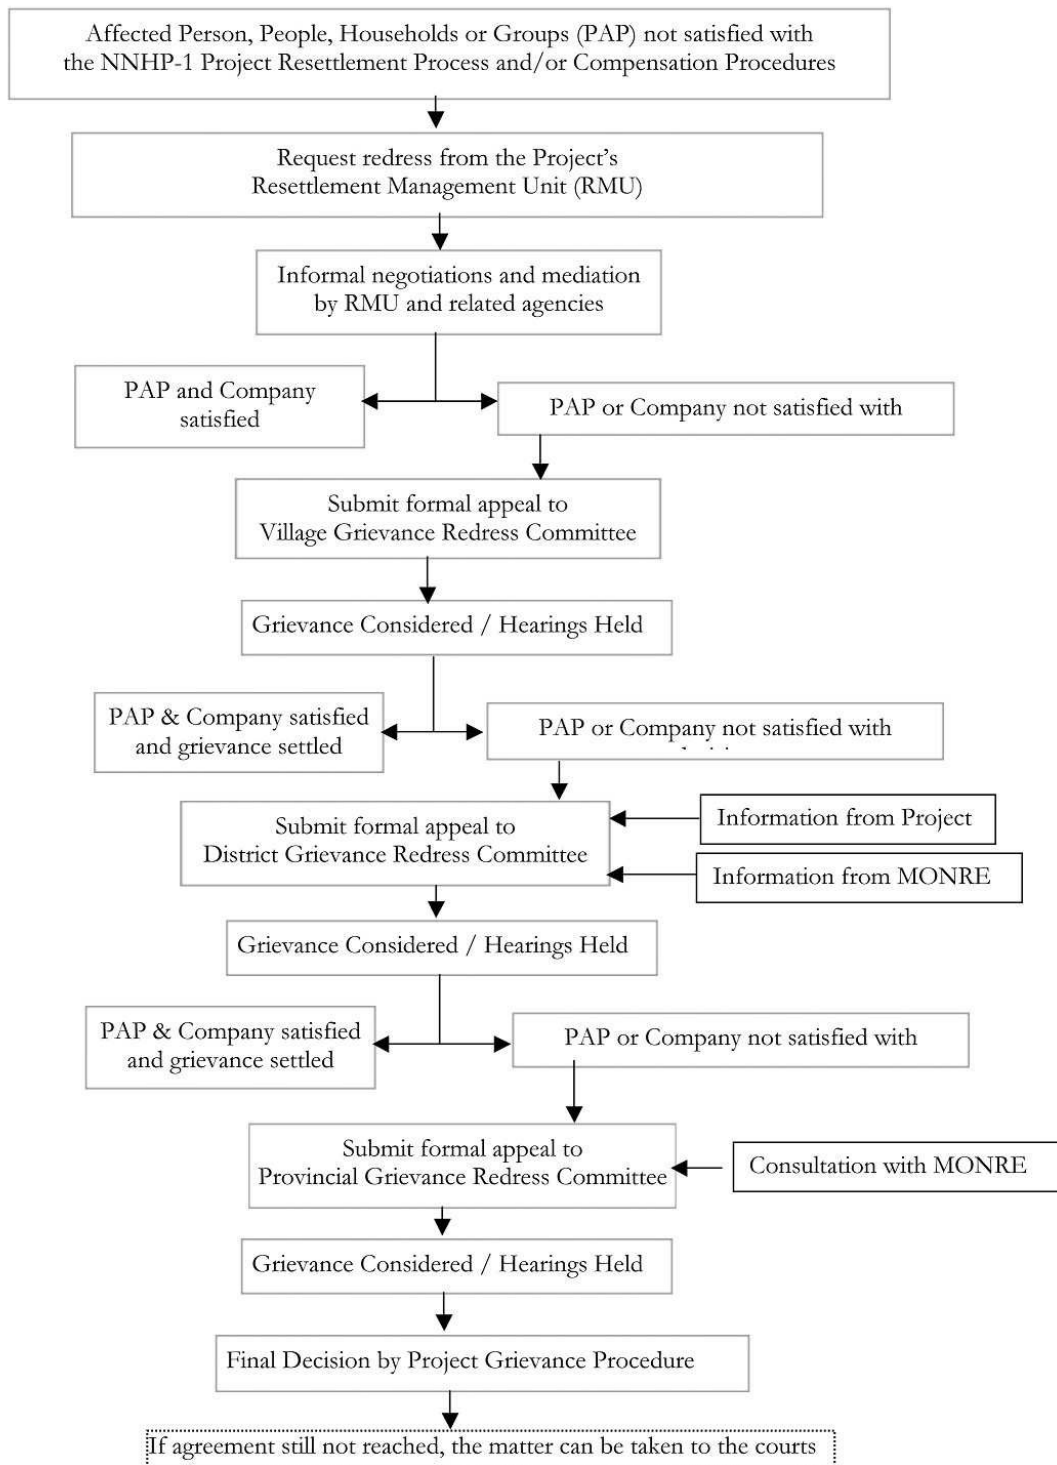 Affected Person, People, Households or Groups (PAP) not satisfied with
the NNHP-1 Project Resettlement Process and/or Compensation Procedures
Request redress from the Project’s
Resettlement Management Unit (RMU)
Informal negotiations and mediation
by RMU and related agencies
PAP and Company
satisfied
PAP or Company not satisfied with
Submit formal appeal to
Village Grievance Redress Committee
Grievance Considered / Hearings Held
PAP & Company satisfied
and grievance settled
PAP or Company not satisfied with
Submit formal appeal to
District Grievance Redress Committee
Information from Project
Information from MONRE
Grievance Considered / Hearings Held
PAP & Company satisfied
and grievance settled
PAP or Company not satisfied with
Submit formal appeal to
Provincial Grievance Redress Committee
Consultation with MONRE
Grievance Considered / Hearings Held
Final Decision by Project Grievance Procedure
If agreement still not reached, the matter can be taken to the courts